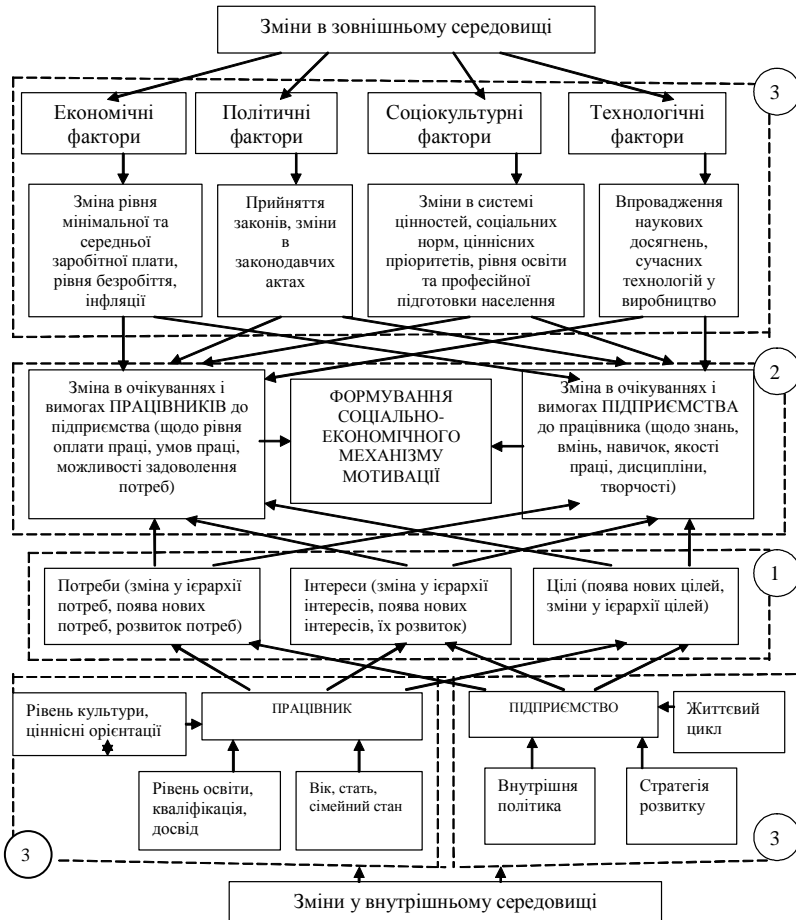 Зміни в зовнішньому середовищі
3
Економічні
фактори
Політичні
фактори
Соціокультурні
фактори
Технологічні
фактори
Зміна рівня
мінімальної та
середньої
заробітної плати,
рівня безробіття,
інфляції
Прийняття
законів, зміни
в
законодавчих
актах
Зміни в системі
цінностей, соціальних
норм, ціннісних
пріоритетів, рівня освіти
та професійної
підготовки населення
Впровадження
наукових
досягнень,
сучасних
технологій у
виробництво
2
Зміна в очікуваннях і
вимогах ПРАЦІВНИКІВ до
підприємства (щодо рівня
оплати праці, умов праці,
можливості задоволення
потреб)
ФОРМУВАННЯ
СОЦІАЛЬНО-
ЕКОНОМІЧНОГО
МЕХАНІЗМУ
МОТИВАЦІЇ
Зміна в очікуваннях і
вимогах ПІДПРИЄМСТВА
до працівника (щодо знань,
вмінь, навичок, якості
праці, дисципліни,
творчості)
1
Потреби (зміна у ієрархії
потреб, поява нових
потреб, розвиток потреб)
Інтереси (зміна у ієрархії
інтересів, поява нових
інтересів, їх розвиток)
Цілі (поява нових цілей,
зміни у ієрархії цілей)
Рівень культури,
ціннісні орієнтації
ПРАЦІВНИК
ПІДПРИЄМСТВО
Життєвий
цикл
Рівень освіти,
кваліфікація,
досвід
Вік, стать,
сімейний стан
Внутрішня
політика
Стратегія
розвитку
3
3
Зміни у внутрішньому середовищі